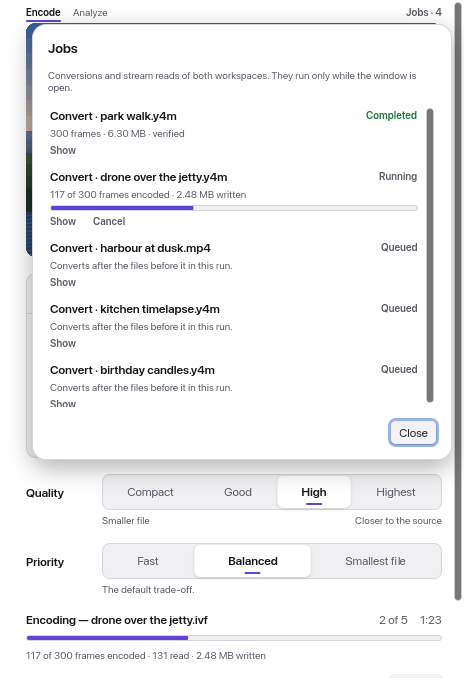 Encode Analyze Jobs · 4
Jobs
Conversions and stream reads of both workspaces. They run only while the window is
open.
Convert · park walk.y4m Completed
300 frames · 6.30 MB · verified
Show
Convert · drone over the jetty.y4m Running
117 of 300 frames encoded · 2.48 MB written
Show Cancel
Convert · harbour at dusk.mp4 Queued
Converts after the files before it in this run.
Show
Convert · kitchen timelapse.y4m Queued
Converts after the files before it in this run.
Show
Convert · birthday candles.y4m Queued
Converts after the files before it in this run.
Show
Close
Quality Compact Good High Highest
Smaller file Closer to the source
Priority Fast Balanced Smallest file
The default trade-off.
Encoding — drone over the jetty.ivf 2 of 5 1:23
117 of 300 frames encoded · 131 read · 2.48 MB written